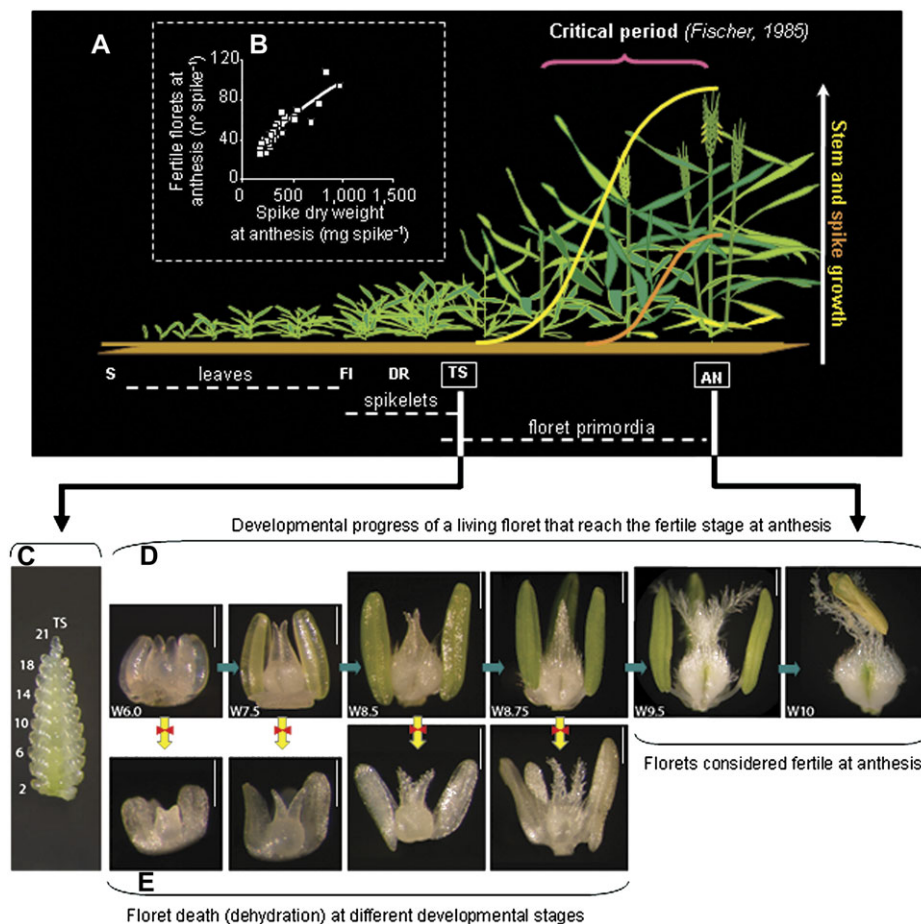 A
B
Critical period (Fischer, 1985)
Fertile florets at
anthesis (n° spike⁻¹)
120
80
40
0
500 1,000 1,500
Spike dry weight
at anthesis (mg spike⁻¹)
Stem and spike growth
S leaves FI DR TS AN
spikelets
floret primordia
Developmental progress of a living floret that reach the fertile stage at anthesis
C
D
TS
21
18
14
10
6
2
W6.0 W7.5 W8.5 W8.75 W9.5 W10
Florets considered fertile at anthesis
E
Floret death (dehydration) at different developmental stages